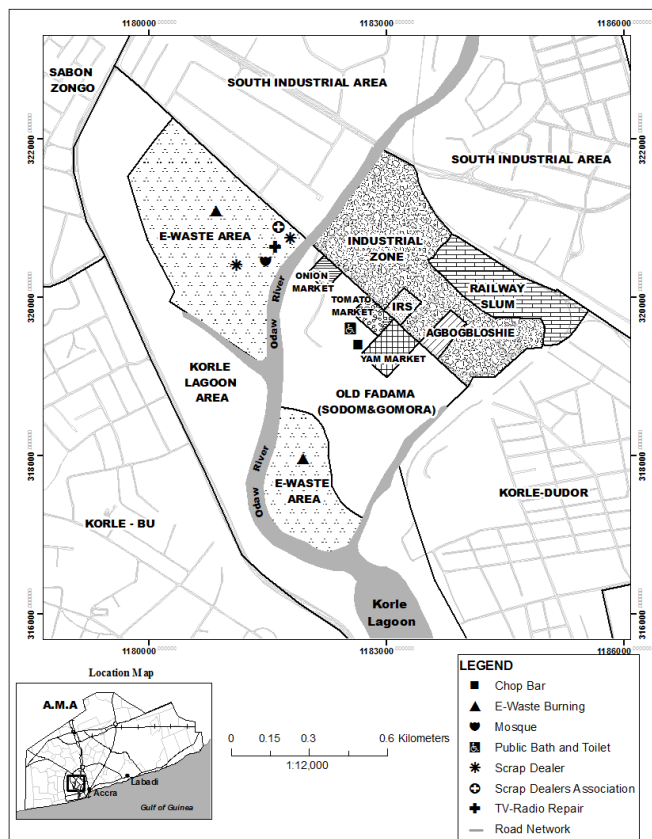 1180000
1183000
1186000
322000
320000
318000
316000
322000
320000
318000
316000
SABON
ZONGO
SOUTH INDUSTRIAL AREA
SOUTH INDUSTRIAL AREA
E-WASTE AREA
INDUSTRIAL
ZONE
ONION
MARKET
RAILWAY
SLUM
TOMATO
MARKET
IRS
AGBOGBLOSHIE
YAM MARKET
Odaw River
KORLE
LAGOON
AREA
OLD FADAMA
(SODOM&GOMORA)
Odaw River
E-WASTE
AREA
KORLE-DUDOR
KORLE - BU
Korle
Lagoon
1180000
1183000
1186000
Location Map
A.M.A
Labadi
Accra
Gulf of Guinea
0 0.15 0.3 0.6 Kilometers
1:12,000
LEGEND
Chop Bar
E-Waste Burning
Mosque
Public Bath and Toilet
Scrap Dealer
Scrap Dealers Association
TV-Radio Repair
Road Network